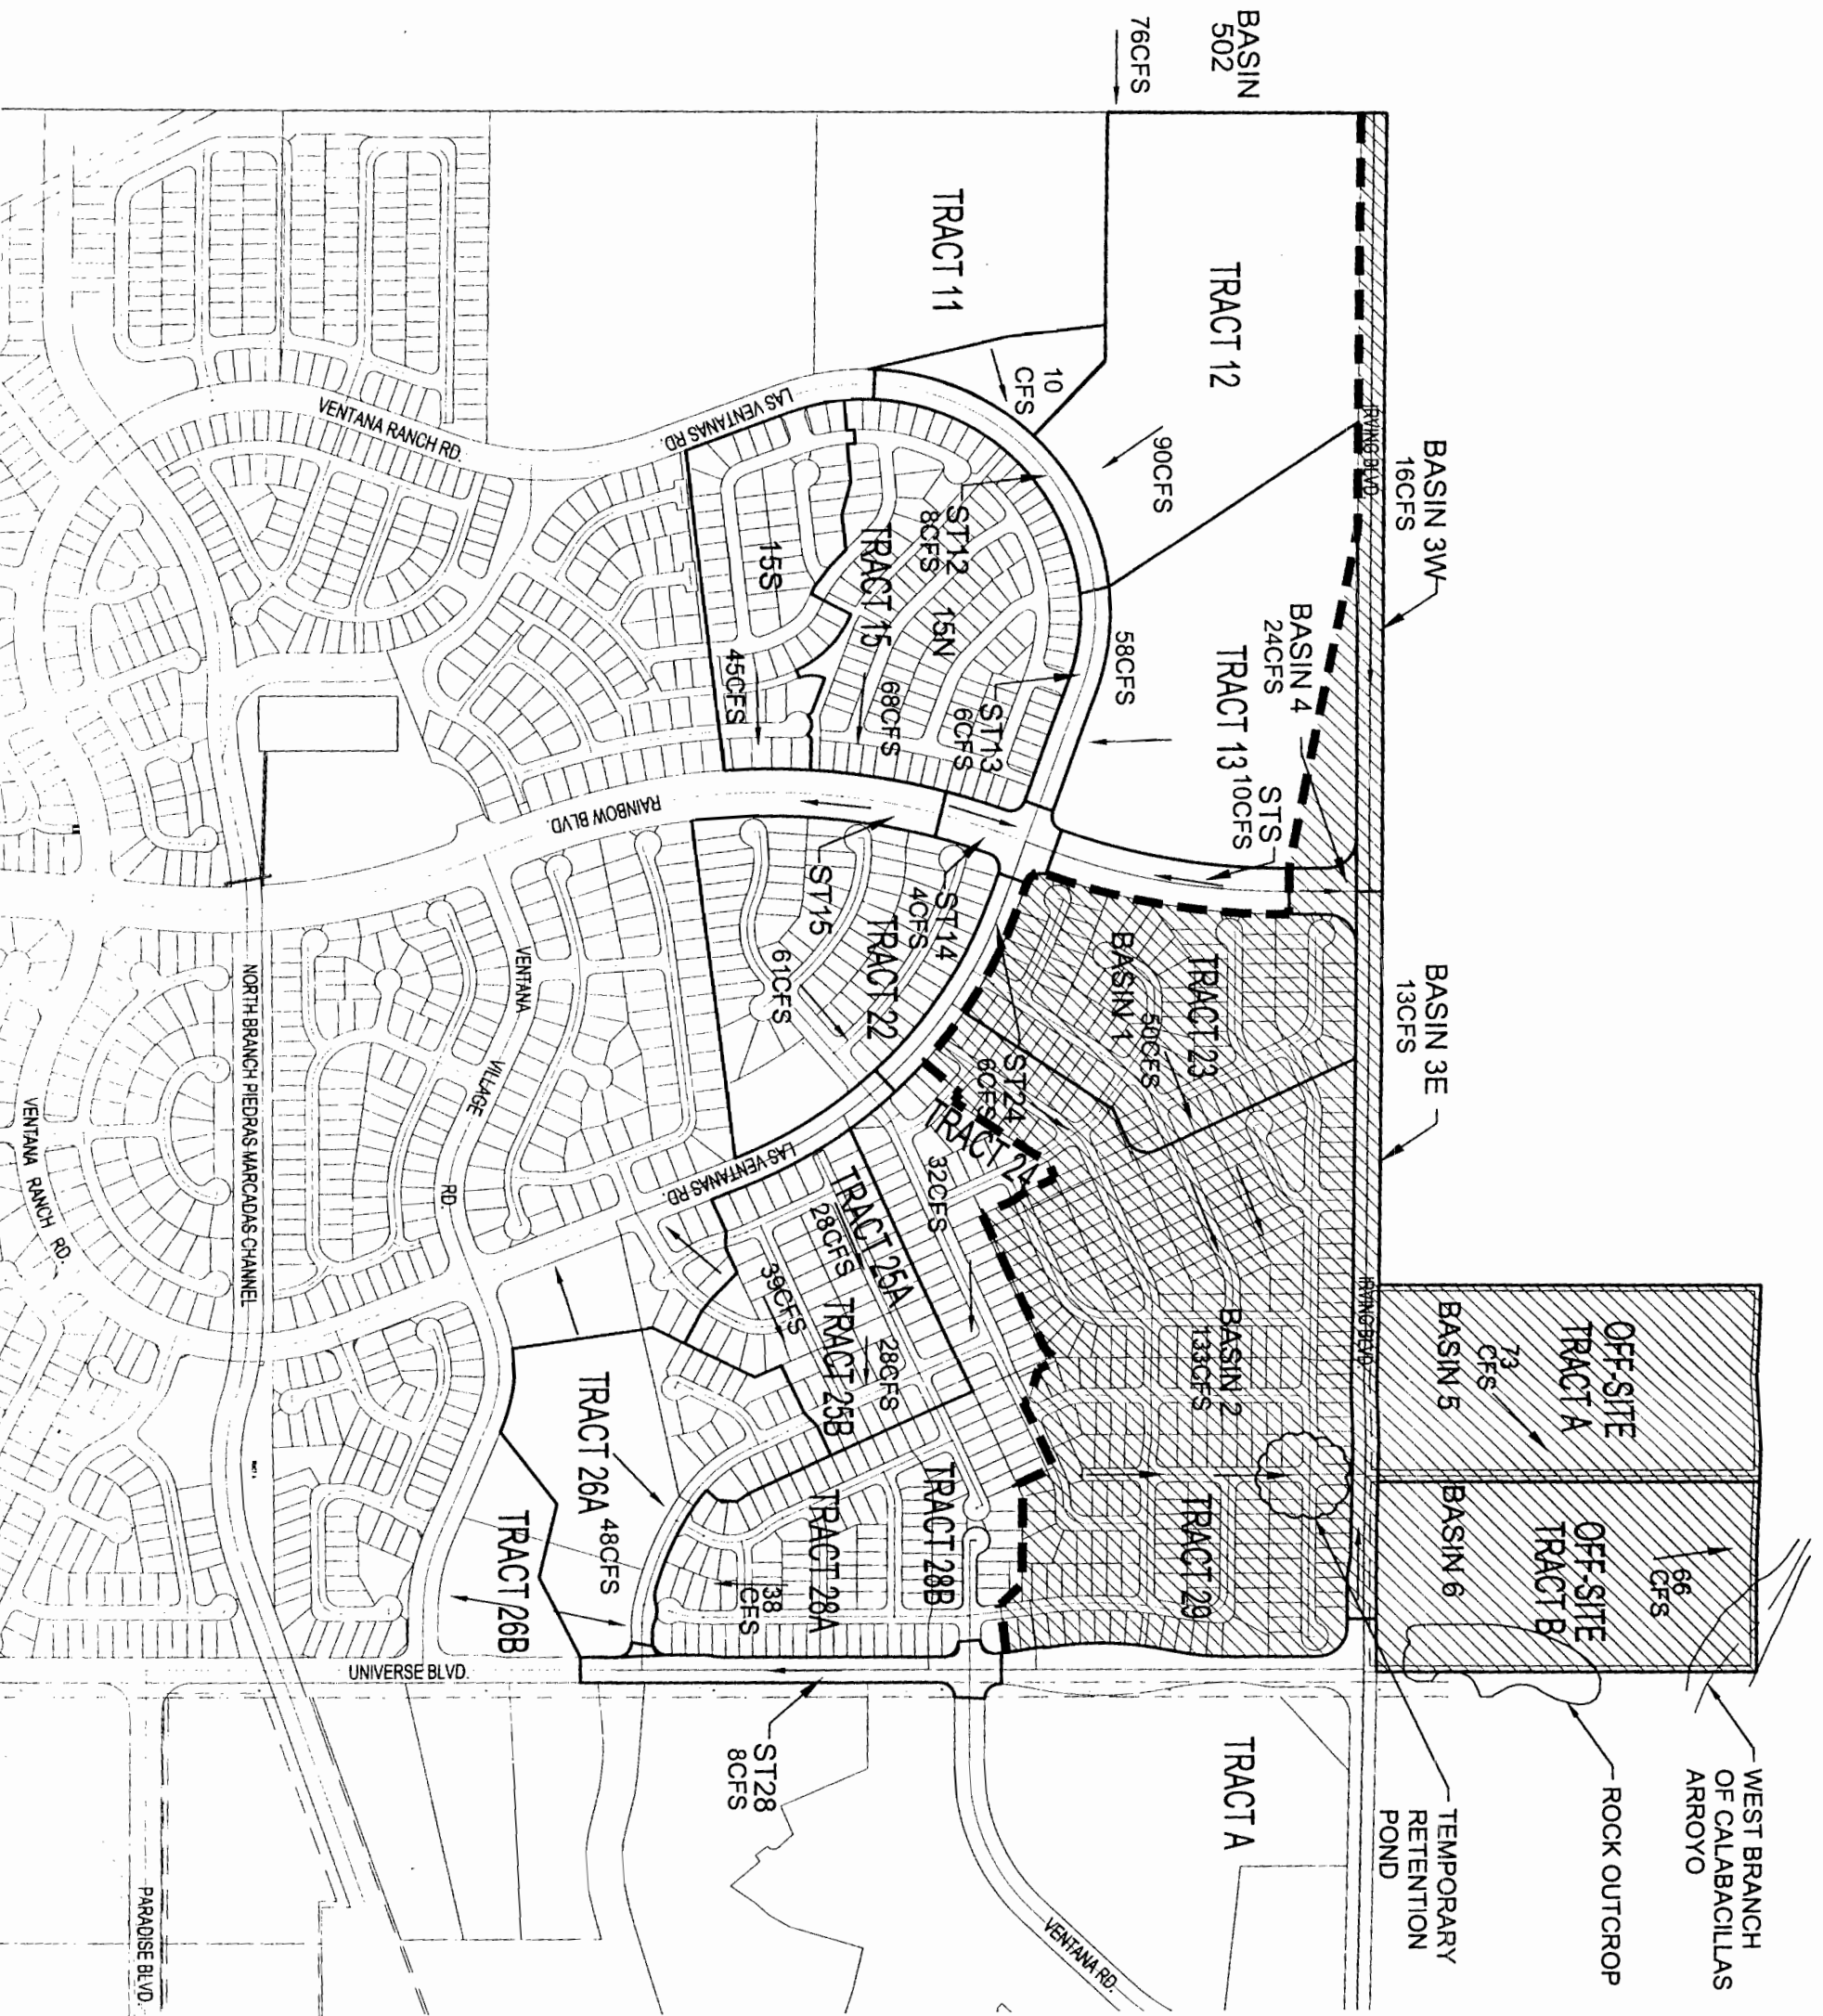 BASIN
502
76CFS
BASIN 3W
16CFS
BASIN 3E
13CFS
WEST BRANCH
OF CALABACILLAS
ARROYO
ROCK OUTCROP
TEMPORARY
RETENTION
POND
OFF-SITE
TRACT A
73
CFS
BASIN 5
OFF-SITE
TRACT B
66
CFS
BASIN 6
IRVING BLVD.
IRVING BLVD.
TRACT 12
TRACT 11
10
CFS
90CFS
58CFS
BASIN 4
24CFS
TRACT 13
STS
10CFS
TRACT 23
BASIN 1
50CFS
ST24
6CFS
TRACT 24
BASIN 2
133CFS
TRACT 29
TRACT A
ST12
8CFS
15N
ST13
6CFS
TRACT 15
68CFS
15S
45CFS
LAS VENTANAS RD.
VENTANA RANCH RD.
RAINBOW BLVD.
ST14
4CFS
ST15
TRACT 22
61CFS
32CFS
TRACT 25A
28CFS
28CFS
TRACT 25B
39CFS
LAS VENTANAS RD.
TRACT 28B
TRACT 28A
38
CFS
TRACT 26A
48CFS
TRACT 26B
ST28
8CFS
UNIVERSE BLVD.
VENTANA RD.
VENTANA
VILLAGE
RD.
NORTH BRANCH PIEDRAS MARCADAS CHANNEL
VENTANA RANCH RD.
PARADISE BLVD.